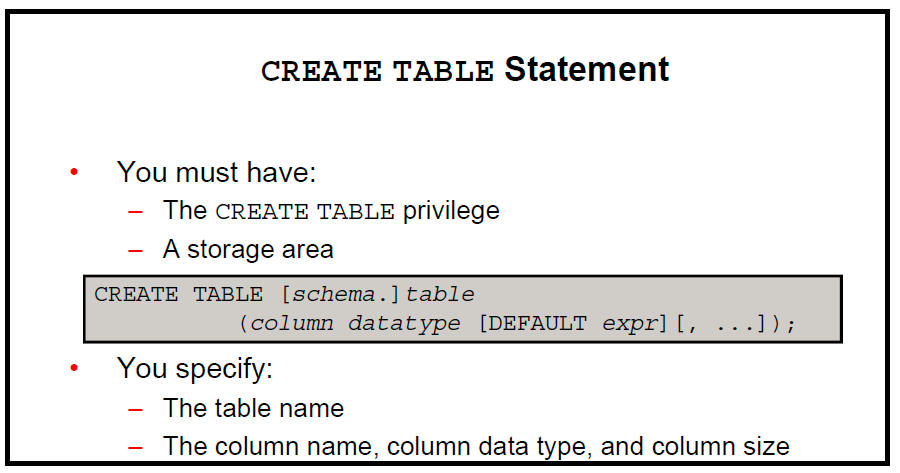 CREATE TABLE Statement
• You must have:
– The CREATE TABLE privilege
– A storage area
CREATE TABLE [schema.]table
(column datatype [DEFAULT expr][, ...]);
• You specify:
– The table name
– The column name, column data type, and column size